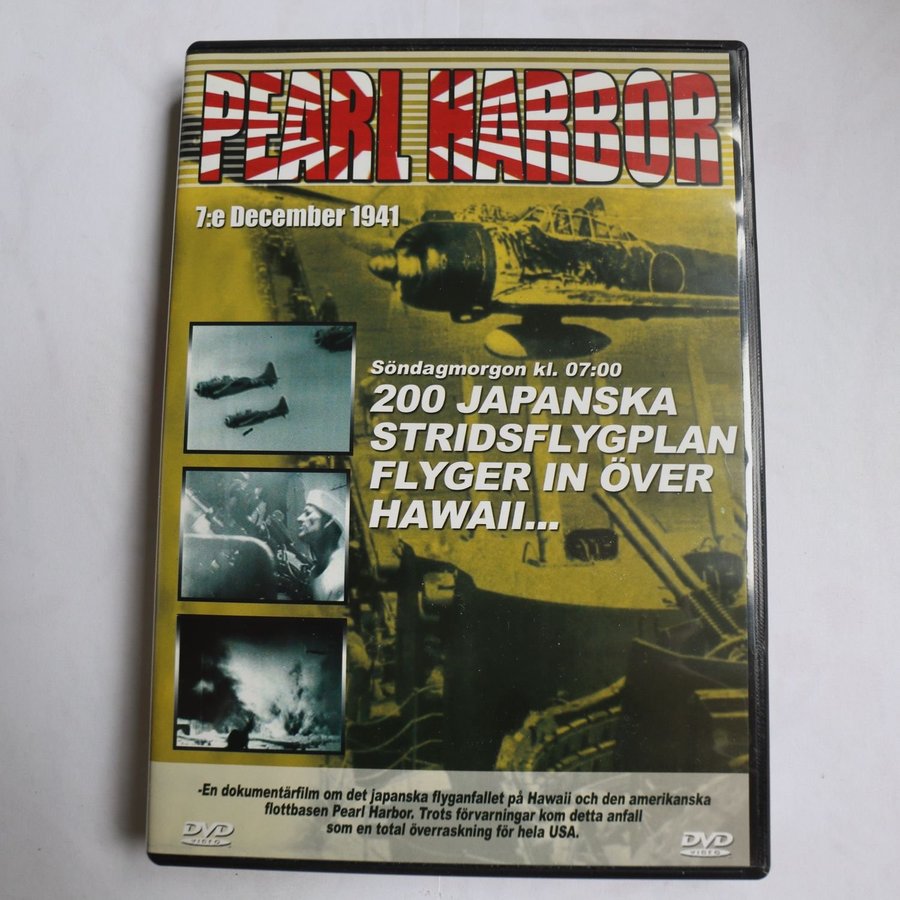 PEARL HARBOR
7:e December 1941
Söndagmorgon kl. 07:00
200 JAPANSKA
STRIDSFLYGPLAN
FLYGER IN ÖVER
HAWAII...
-En dokumentärfilm om det japanska flyganfallet på Hawaii och den amerikanska
flottbasen Pearl Harbor. Trots förvarningar kom detta anfall
som en total överraskning för hela USA.
DVD
VIDEO
DVD
VIDEO